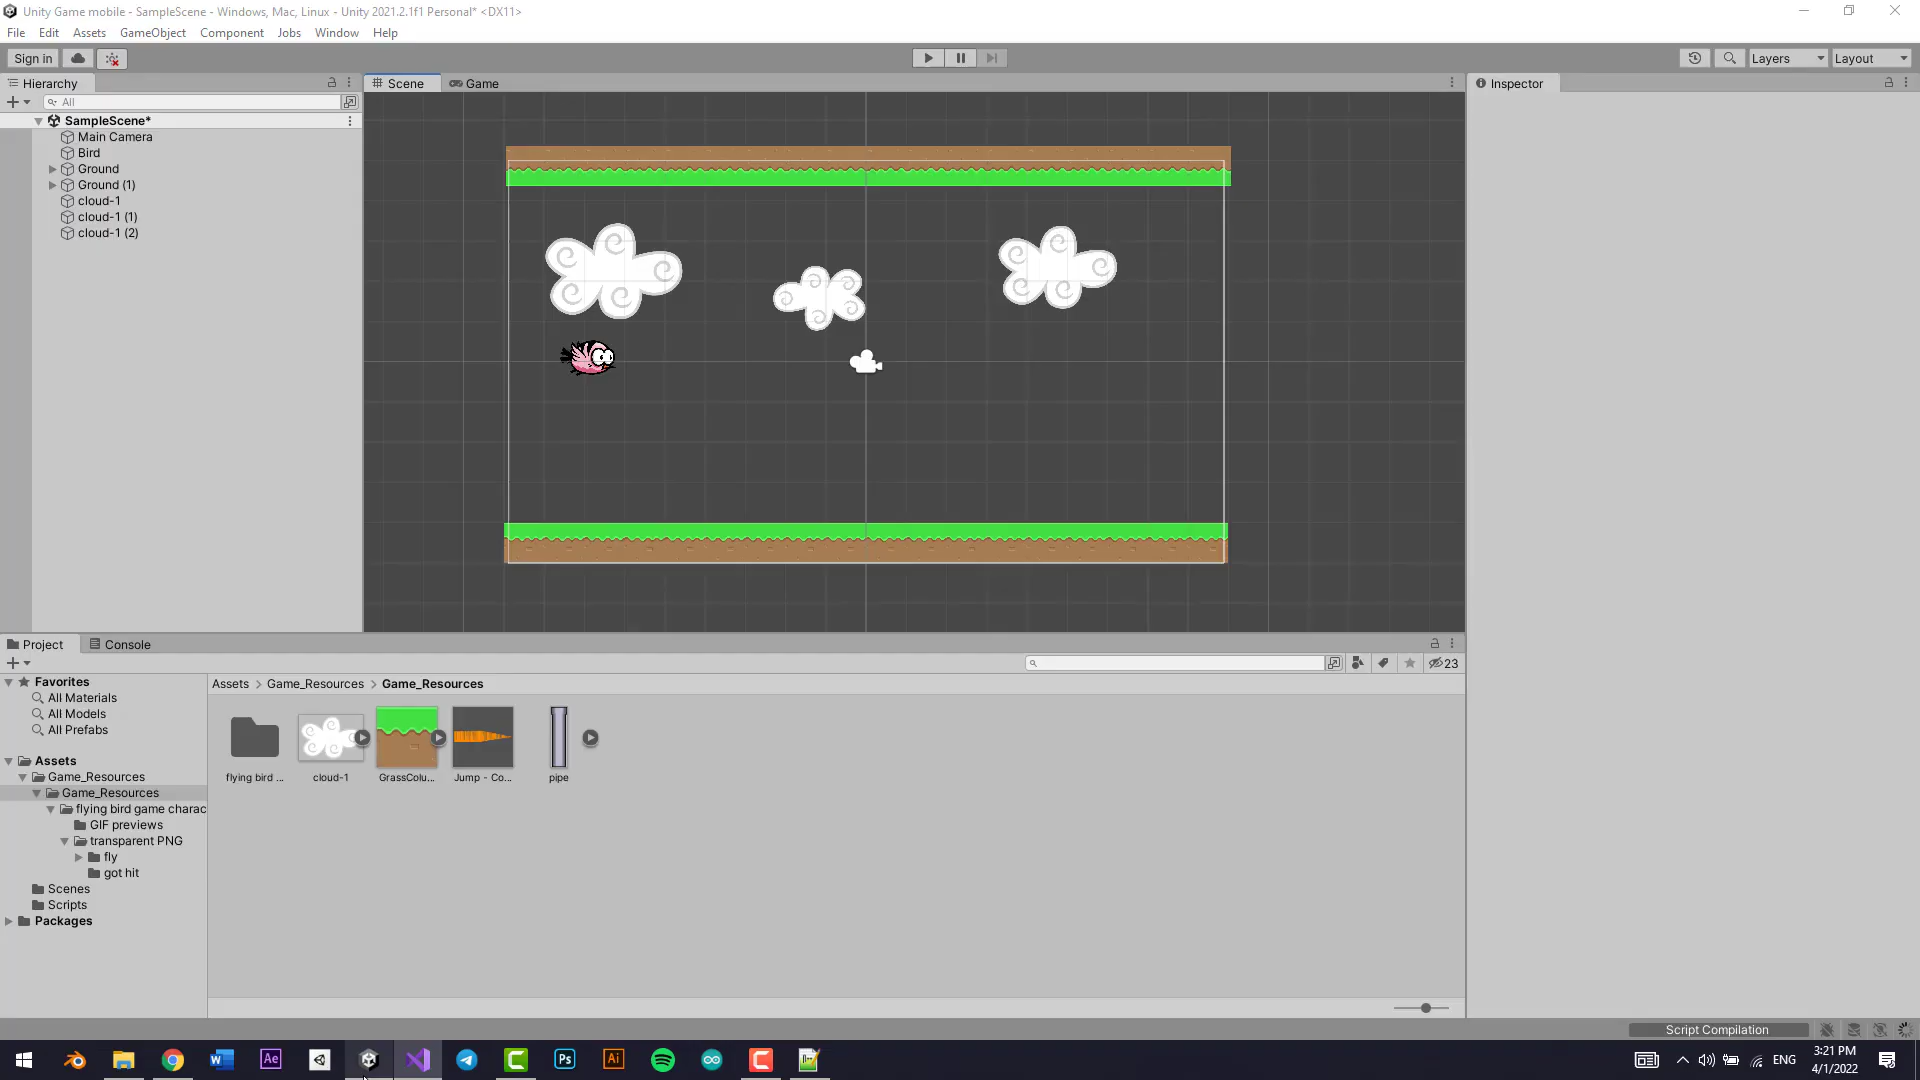 Unity Game mobile - SampleScene - Windows, Mac, Linux - Unity 2021.2.1f1 Personal* <DX11>
File Edit Assets GameObject Component Jobs Window Help
Sign in Layers Layout
Hierarchy Scene Game Inspector
All
SampleScene*
Main Camera
Bird
Ground
Ground (1)
cloud-1
cloud-1 (1)
cloud-1 (2)
Project Console
23
Favorites
All Materials
All Models
All Prefabs
Assets
Game_Resources
Game_Resources
flying bird game charac
GIF previews
transparent PNG
fly
got hit
Scenes
Scripts
Packages
Assets > Game_Resources > Game_Resources
flying bird ... cloud-1 GrassColu... Jump - Co... pipe
Script Compilation
Ae Ps Ai
ENG
3:21 PM
4/1/2022